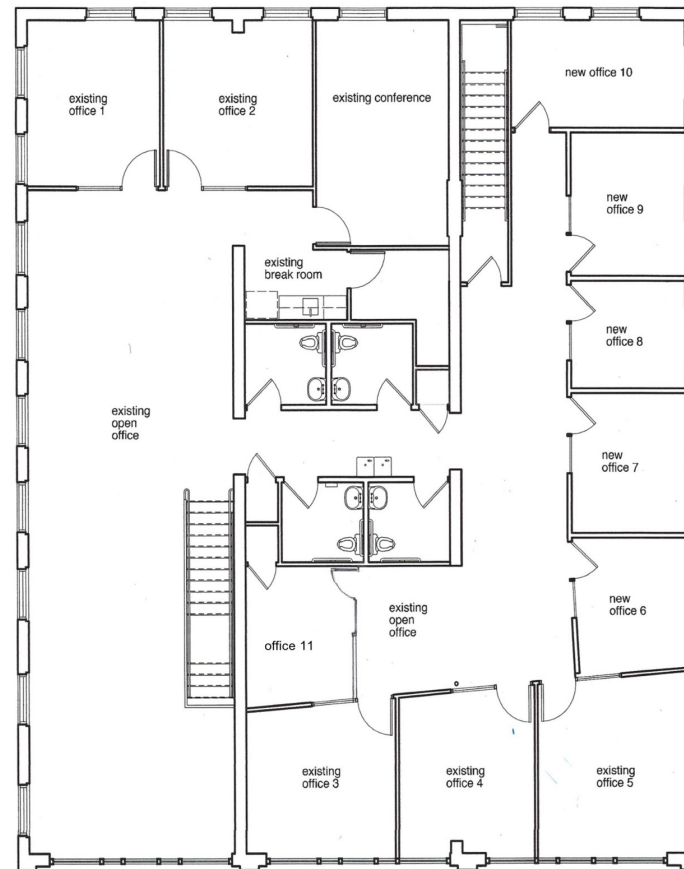 existing
office 1
existing
office 2
existing conference
new office 10
new
office 9
existing
break room
new
office 8
existing
open
office
new
office 7
new
office 6
existing
open
office
office 11
existing
office 3
existing
office 4
existing
office 5